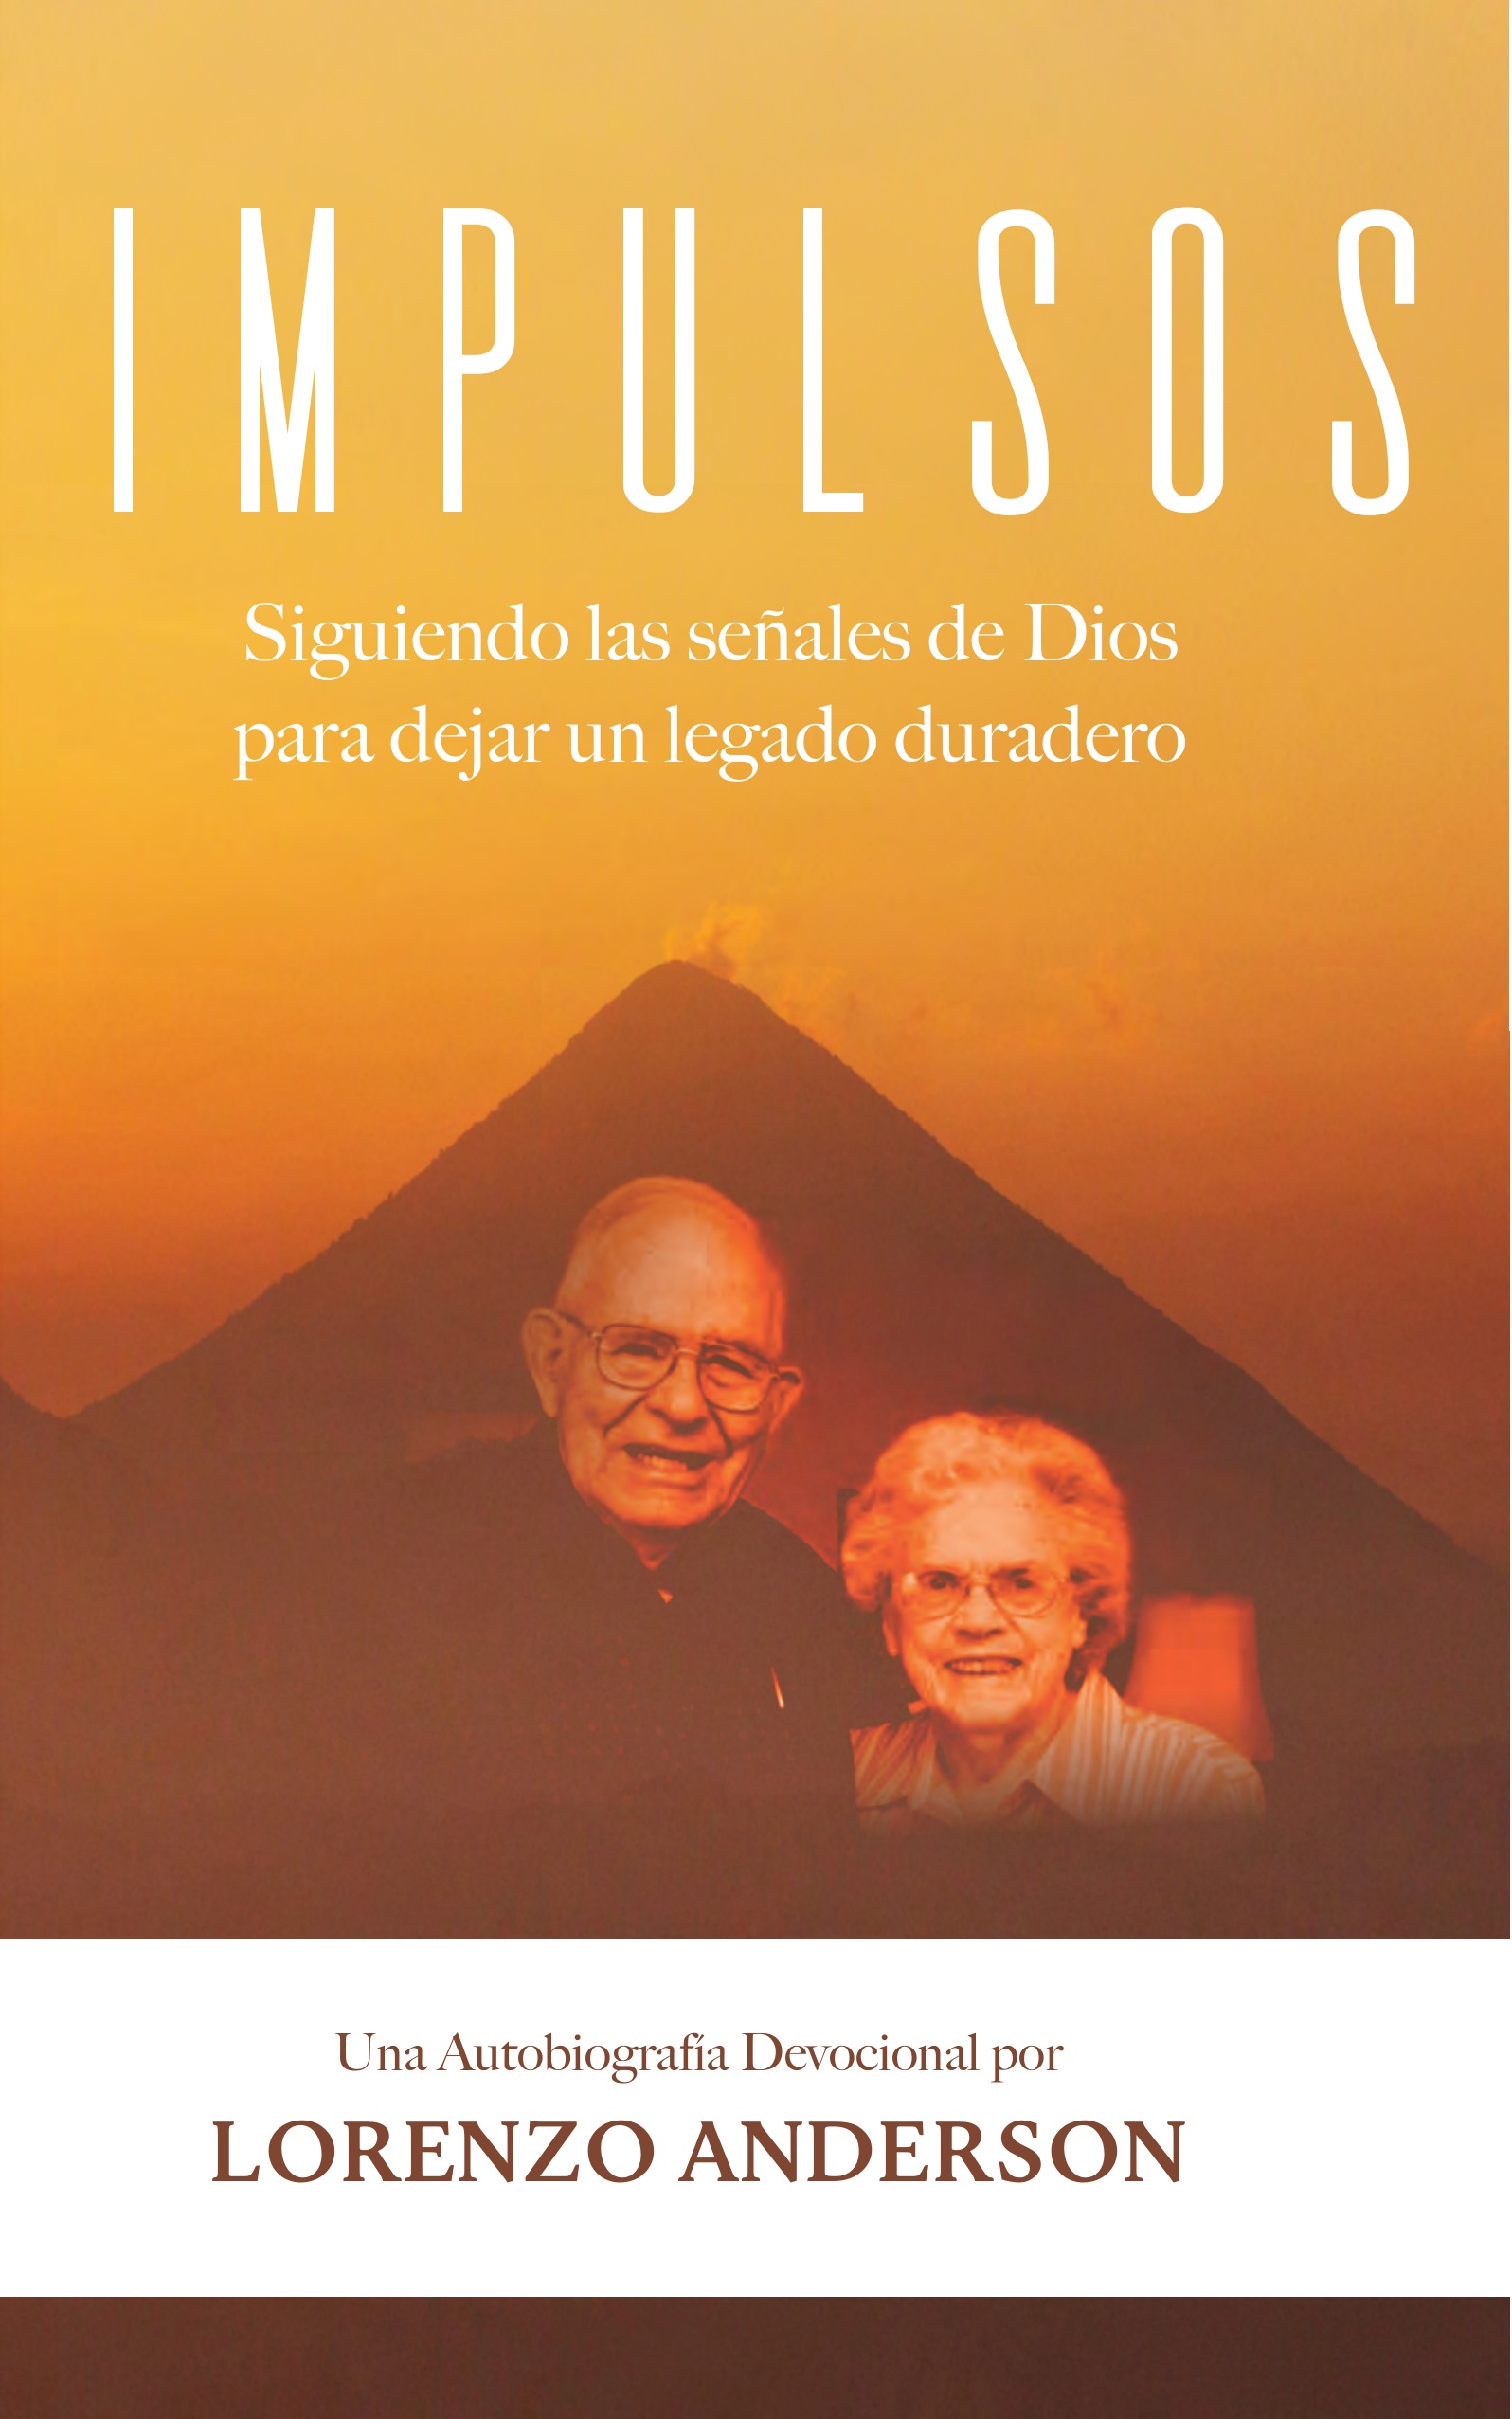 IMPULSOS
Siguiendo las señales de Dios
para dejar un legado duradero
Una Autobiografía Devocional por
LORENZO ANDERSON